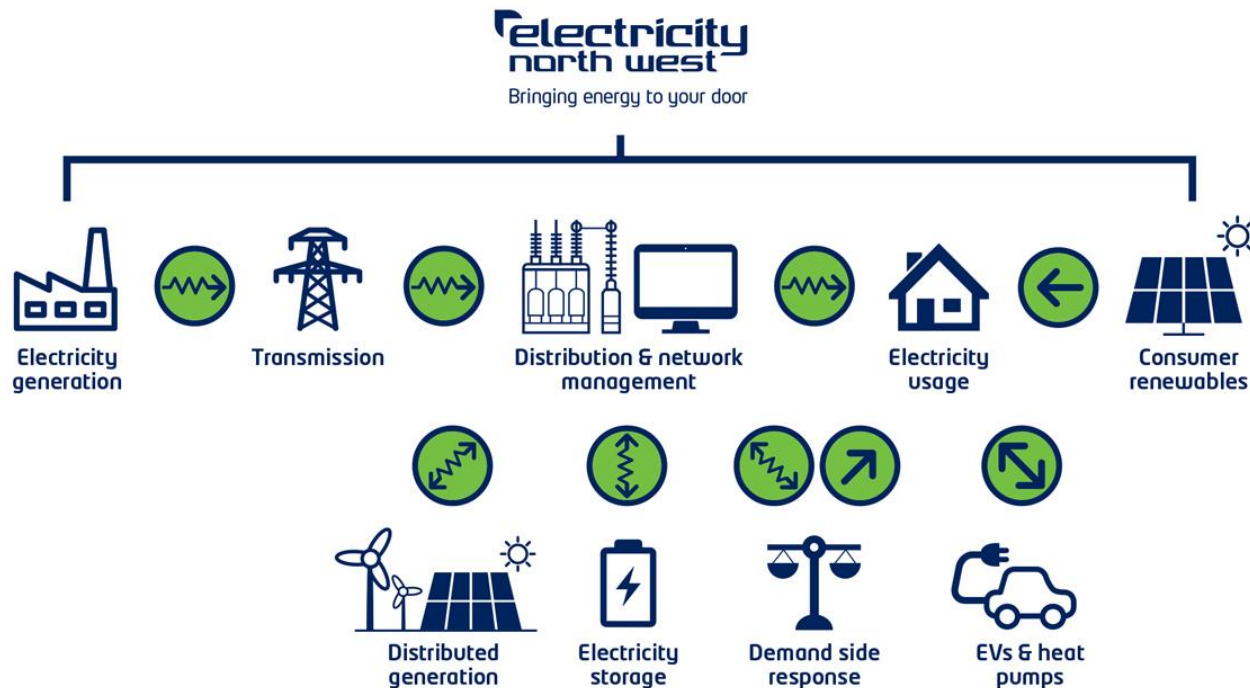 electricity
north west
Bringing energy to your door
Electricity
generation
Transmission
Distribution & network
management
Electricity
usage
Consumer
renewables
Distributed
generation
Electricity
storage
Demand side
response
EVs & heat
pumps